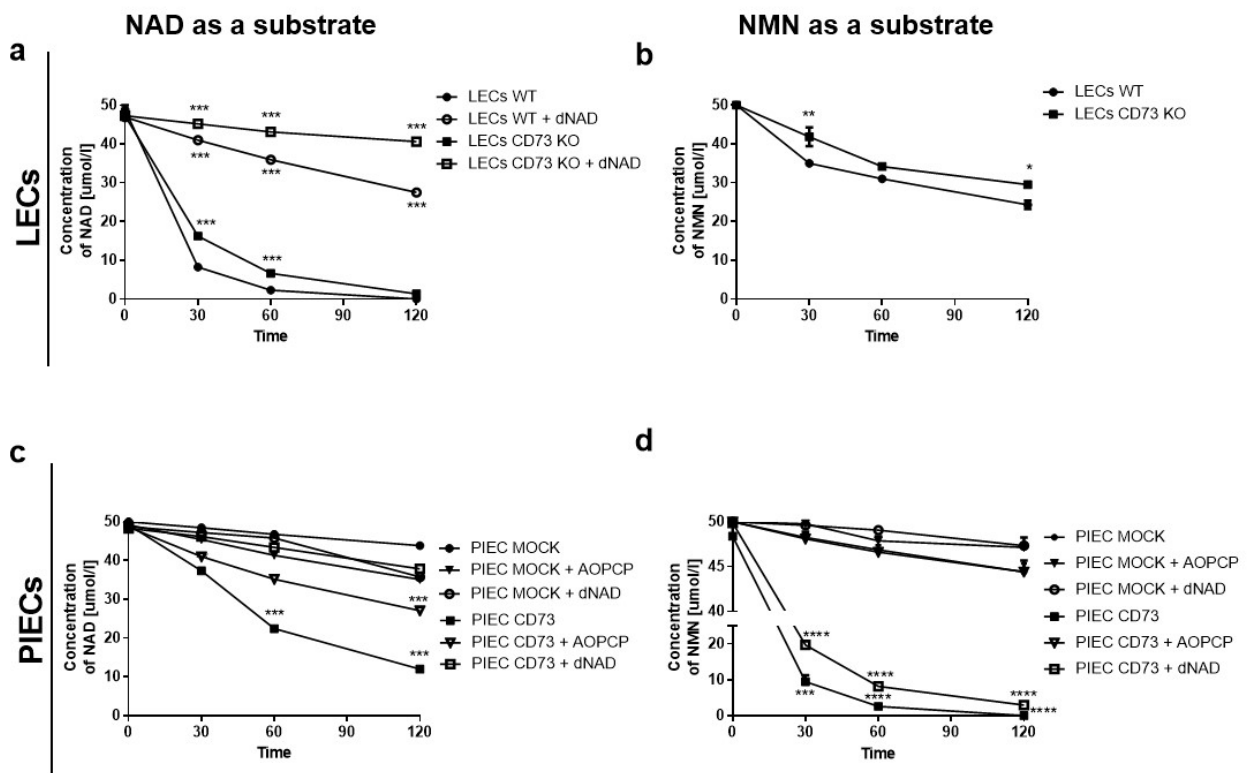 NAD as a substrate
NMN as a substrate
a
b
LECs
Concentration
of NAD [umol/l]
50
40
30
20
10
0
0
30
60
90
120
Time
***
***
***
***
***
***
***
***
LECs WT
LECs WT + dNAD
LECs CD73 KO
LECs CD73 KO + dNAD
Concentration
of NMN [umol/l]
50
40
30
20
10
0
0
30
60
90
120
Time
**
*
LECs WT
LECs CD73 KO
c
d
PIECs
Concentration
of NAD [umol/l]
50
40
30
20
10
0
0
30
60
90
120
Time
***
***
***
PIEC MOCK
PIEC MOCK + AOPCP
PIEC MOCK + dNAD
PIEC CD73
PIEC CD73 + AOPCP
PIEC CD73 + dNAD
Concentration
of NMN [umol/l]
50
45
40
20
10
0
0
30
60
90
120
Time
****
***
****
****
****
****
PIEC MOCK
PIEC MOCK + AOPCP
PIEC MOCK + dNAD
PIEC CD73
PIEC CD73 + AOPCP
PIEC CD73 + dNAD